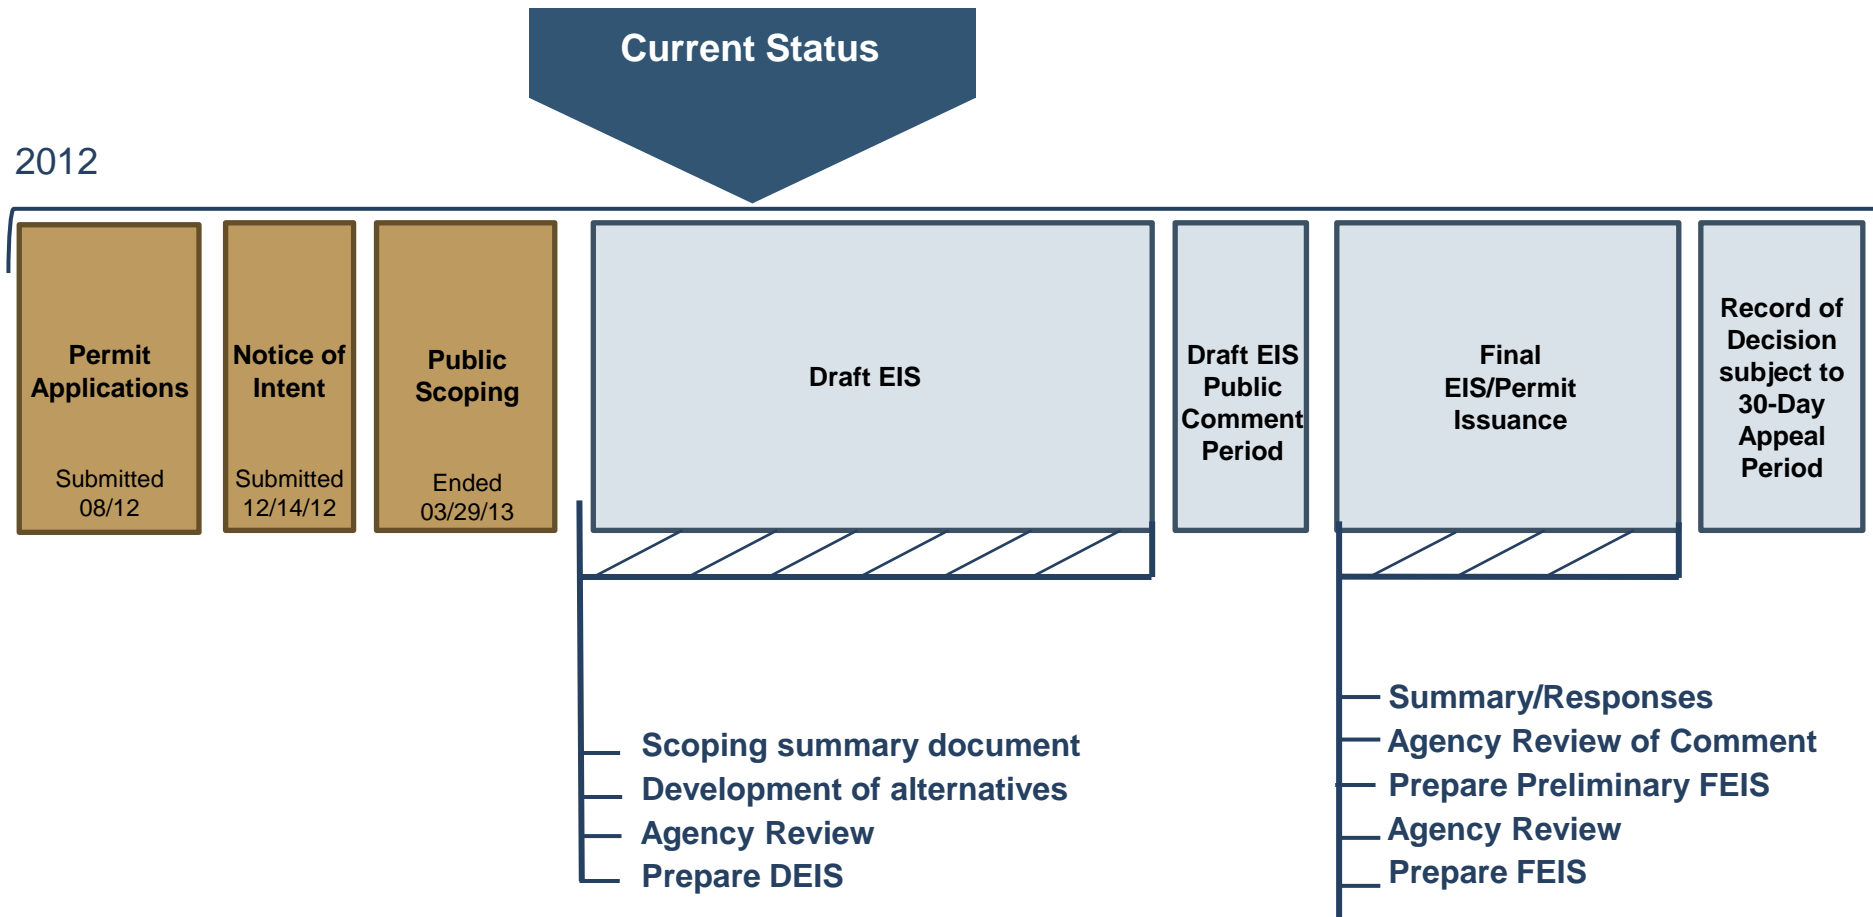 Current Status
2012
Permit
Applications
Submitted
08/12
Notice of
Intent
Submitted
12/14/12
Public
Scoping
Ended
03/29/13
Draft EIS
Draft EIS
Public
Comment
Period
Final
EIS/Permit
Issuance
Record of
Decision
subject to
30-Day
Appeal
Period
Scoping summary document
Development of alternatives
Agency Review
Prepare DEIS
Summary/Responses
Agency Review of Comment
Prepare Preliminary FEIS
Agency Review
Prepare FEIS